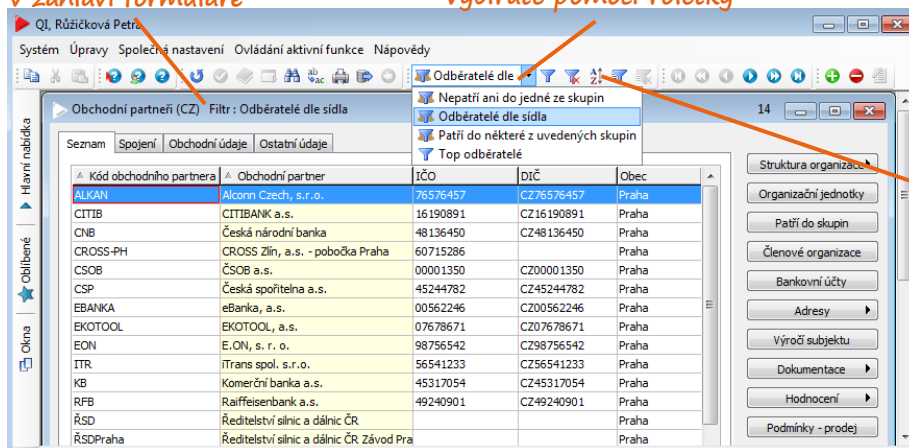 v záhlaví formuláře
vybíráte pomocí roletky
QI, Růžičková Petra
Systém Úpravy Společná nastavení Ovládání aktivní funkce Nápovědy
Odběratelé dle
Nepatří ani do jedné ze skupin
Odběratelé dle sídla
Patří do některé z uvedených skupin
Top odběratelé
Obchodní partneři (CZ) Filtr : Odběratelé dle sídla 14
Hlavní nabídka
Oblíbené
Okna
Seznam Spojení Obchodní údaje Ostatní údaje
Kód obchodního partnera Obchodní partner IČO DIČ Obec
ALKAN Alconn Czech, s.r.o. 76576457 CZ76576457 Praha
CITIB CITIBANK a.s. 16190891 CZ16190891 Praha
CNB Česká národní banka 48136450 CZ48136450 Praha
CROSS-PH CROSS Zlín, a.s. - pobočka Praha 60715286 Praha
CSOB ČSOB a.s. 00001350 CZ00001350 Praha
CSP Česká spořitelna a.s. 45244782 CZ45244782 Praha
EBANKA eBanka, a.s. 00562246 CZ00562246 Praha
EKOTOOL EKOTOOL, a.s. 07678671 CZ07678671 Praha
EON E.ON, s. r. o. 98756542 CZ98756542 Praha
ITR iTrans spol. s.r.o. 56541233 CZ56541233 Praha
KB Komerční banka a.s. 45317054 CZ45317054 Praha
RFB Raiffeisenbank a.s. 49240901 CZ49240901 Praha
ŘSD Ředitelství silnic a dálnic ČR Praha
ŘSDPraha Ředitelství silnic a dálnic ČR Závod Pra Praha
Struktura organizace
Organizační jednotky
Patří do skupin
Členové organizace
Bankovní účty
Adresy
Výročí subjektu
Dokumentace
Hodnocení
Podmínky - prodej